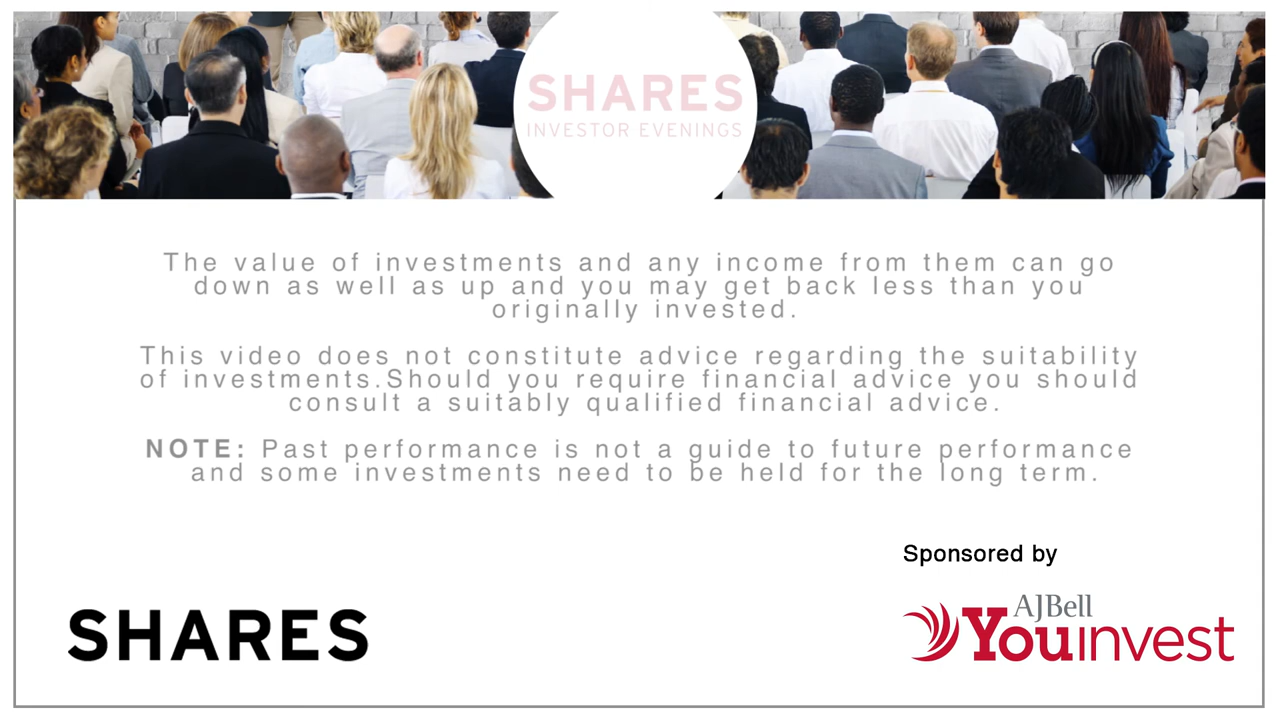 SHARES
INVESTOR EVENINGS
The value of investments and any income from them can go
down as well as up and you may get back less than you
originally invested.
This video does not constitute advice regarding the suitability
of investments.Should you require financial advice you should
consult a suitably qualified financial advice.
NOTE: Past performance is not a guide to future performance
and some investments need to be held for the long term.
Sponsored by
SHARES
AJBell
Youinvest